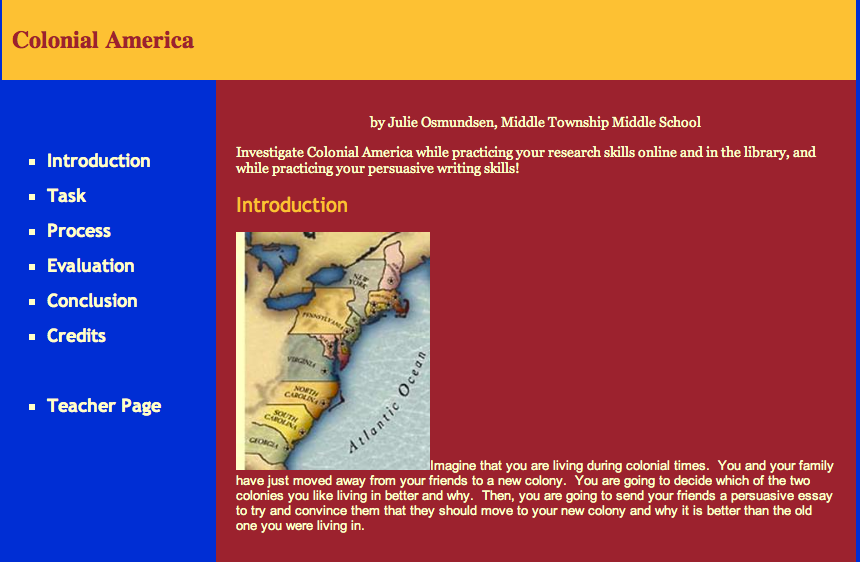 Colonial America
by Julie Osmundsen, Middle Township Middle School
Investigate Colonial America while practicing your research skills online and in the library, and
while practicing your persuasive writing skills!
Introduction
Task
Process
Evaluation
Conclusion
Credits
Teacher Page
Introduction
NEW
YORK
PENNSYLVANIA
VIRGINIA
NORTH
CAROLINA
SOUTH
CAROLINA
GEORGIA
Atlantic Ocean
Imagine that you are living during colonial times.  You and your family
have just moved away from your friends to a new colony.  You are going to decide which of the two
colonies you like living in better and why.  Then, you are going to send your friends a persuasive essay
to try and convince them that they should move to your new colony and why it is better than the old
one you were living in.